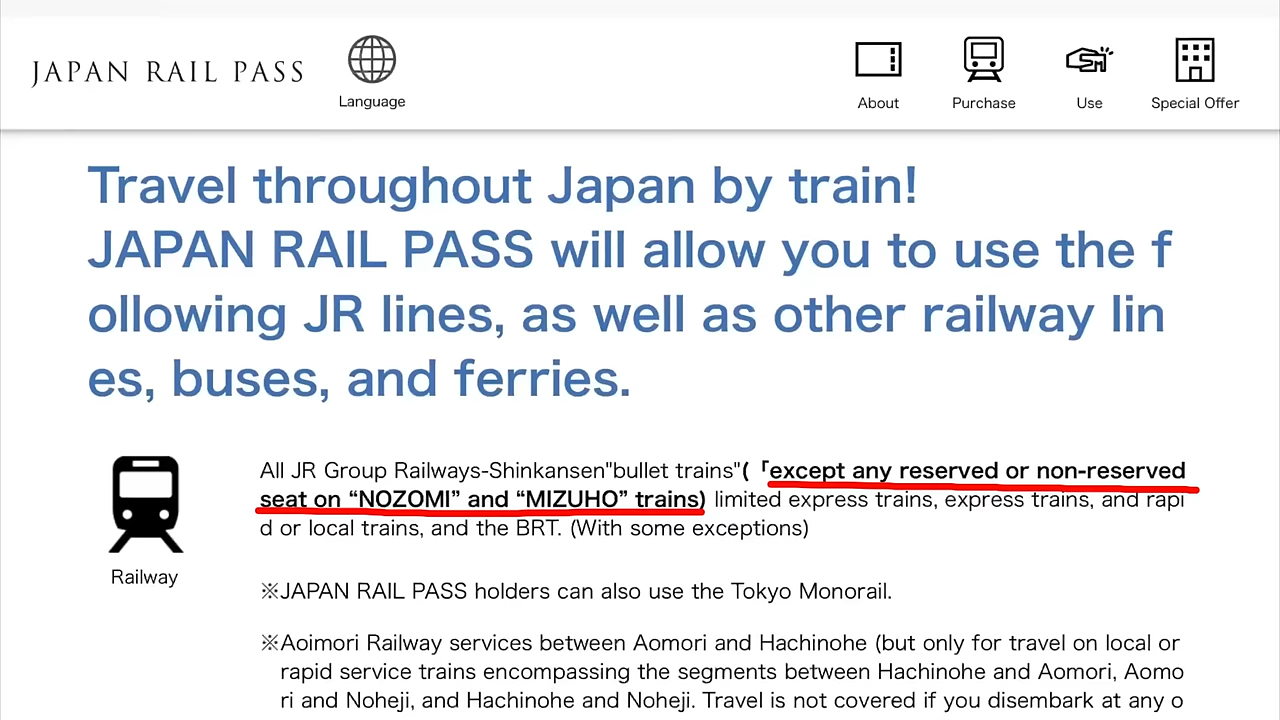 JAPAN RAIL PASS
Language
About
Purchase
Use
Special Offer
Travel throughout Japan by train!
JAPAN RAIL PASS will allow you to use the f
ollowing JR lines, as well as other railway lin
es, buses, and ferries.
All JR Group Railways-Shinkansen"bullet trains"(「except any reserved or non-reserved
seat on “NOZOMI” and “MIZUHO” trains) limited express trains, express trains, and rapi
d or local trains, and the BRT. (With some exceptions)
Railway
※JAPAN RAIL PASS holders can also use the Tokyo Monorail.
※Aoimori Railway services between Aomori and Hachinohe (but only for travel on local or
rapid service trains encompassing the segments between Hachinohe and Aomori, Aomo
ri and Noheji, and Hachinohe and Noheji. Travel is not covered if you disembark at any o